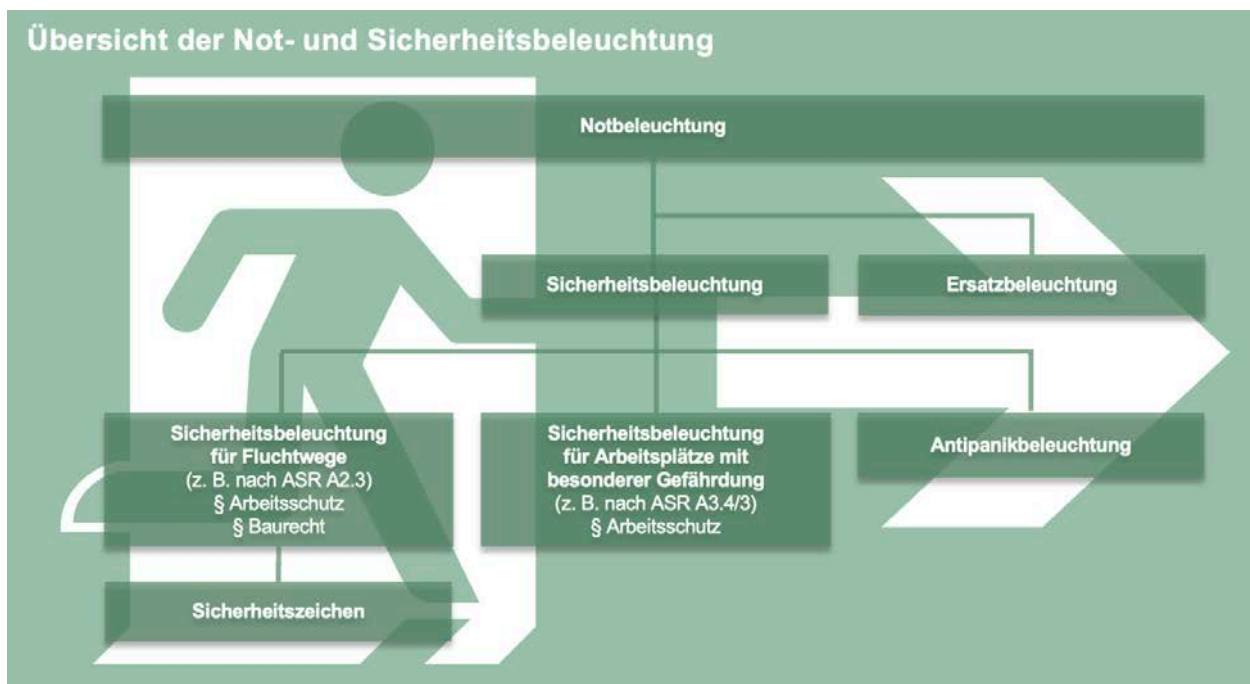 Übersicht der Not- und Sicherheitsbeleuchtung
Notbeleuchtung
Sicherheitsbeleuchtung
Ersatzbeleuchtung
Sicherheitsbeleuchtung
für Fluchtwege
(z. B. nach ASR A2.3)
§ Arbeitsschutz
§ Baurecht
Sicherheitsbeleuchtung
für Arbeitsplätze mit
besonderer Gefährdung
(z. B. nach ASR A3.4/3)
§ Arbeitsschutz
Antipanikbeleuchtung
Sicherheitszeichen